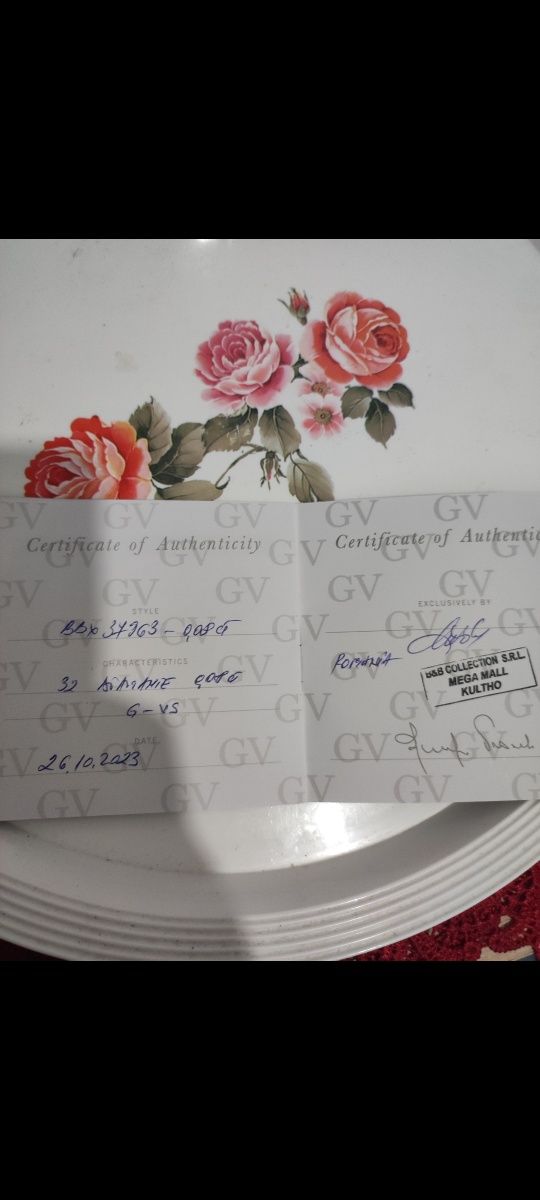 GV
Certificate of Authenticity
STYLE
BBX 37963 - 0,08 ct
CHARACTERISTICS
32 DIAMANTE 0,08 ct
G - VS
DATE
26.10.2023
Certificate of Authentic
EXCLUSIVELY BY
ROMANIA
B&B COLLECTION S.R.L.
MEGA MALL
KULTHO